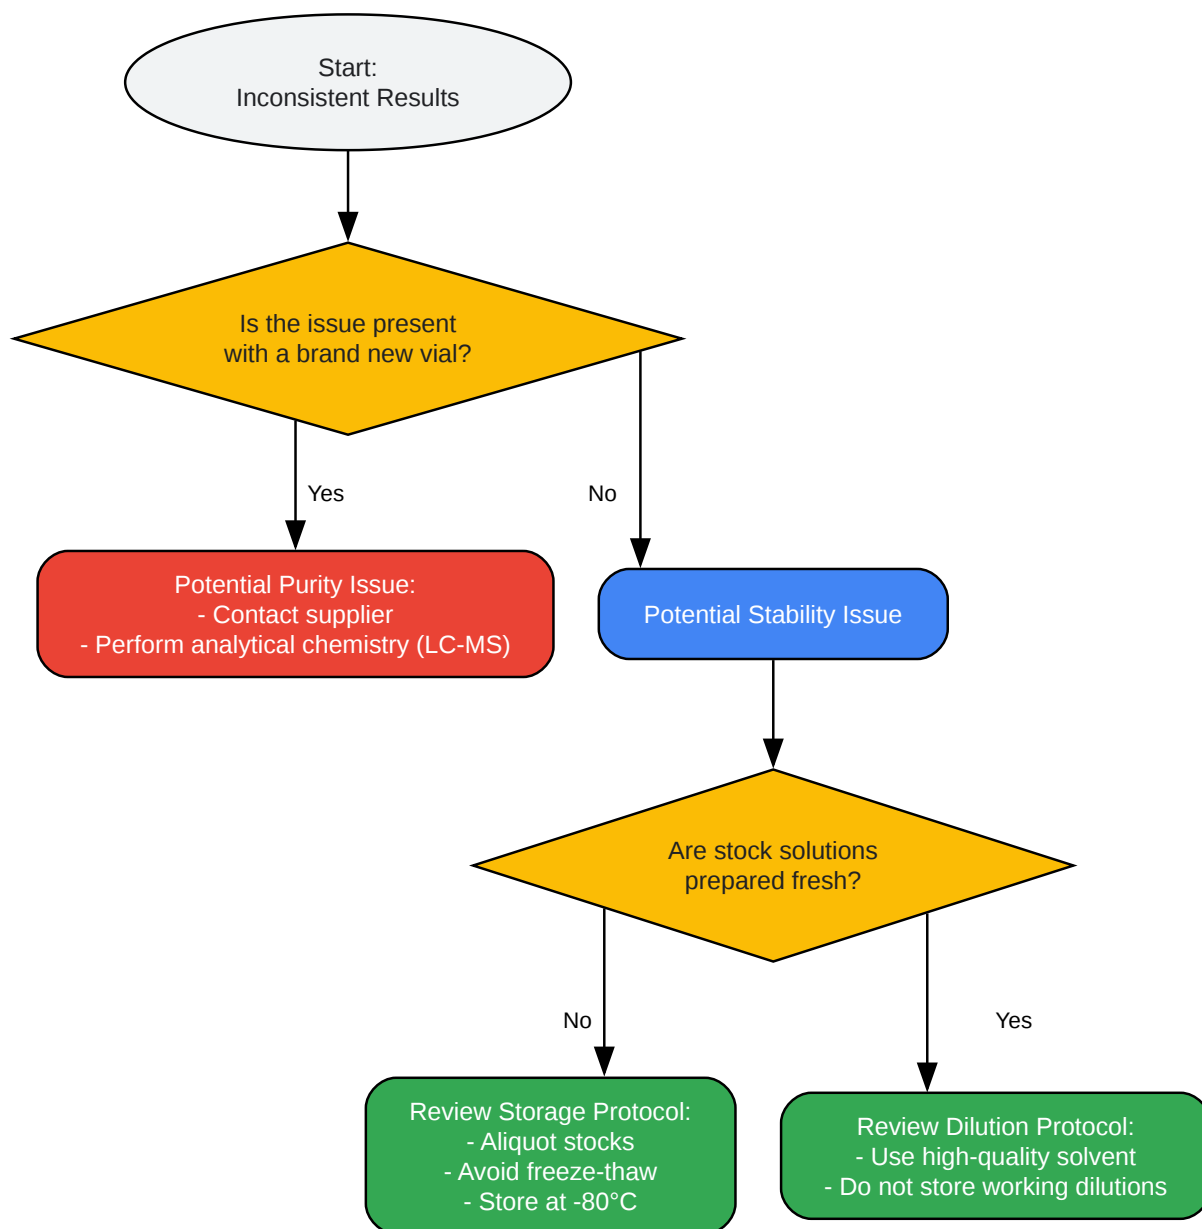 Start:
Inconsistent Results
Is the issue present
with a brand new vial?
Yes
No
Potential Purity Issue:
- Contact supplier
- Perform analytical chemistry (LC-MS)
Potential Stability Issue
Are stock solutions
prepared fresh?
No
Yes
Review Storage Protocol:
- Aliquot stocks
- Avoid freeze-thaw
- Store at -80°C
Review Dilution Protocol:
- Use high-quality solvent
- Do not store working dilutions